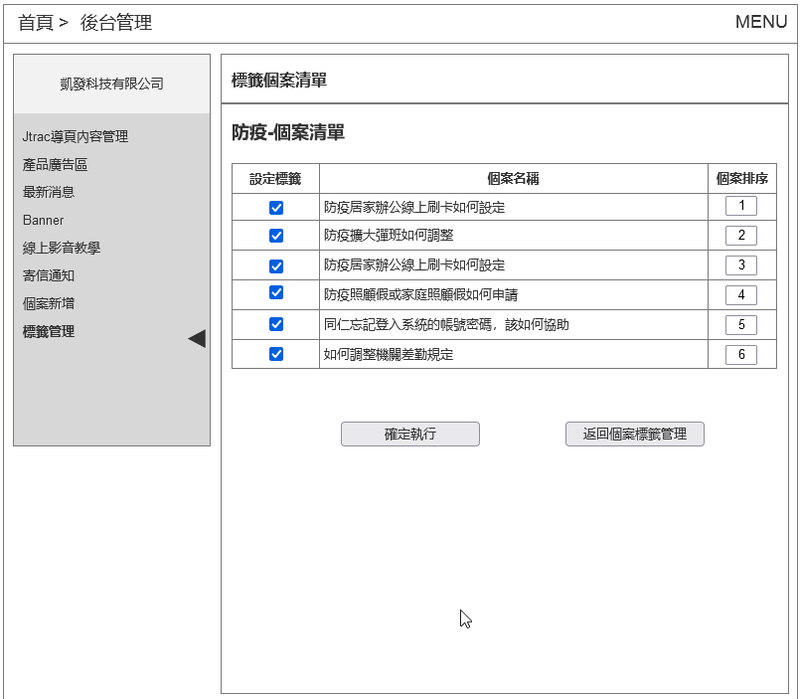 首頁 > 後台管理
MENU
凱發科技有限公司
Jtrac導頁內容管理
產品廣告區
最新消息
Banner
線上影音教學
寄信通知
個案新增
標籤管理
標籤個案清單
防疫-個案清單
設定標籤 個案名稱 個案排序
防疫居家辦公線上刷卡如何設定 1
防疫擴大彈班如何調整 2
防疫居家辦公線上刷卡如何設定 3
防疫照顧假或家庭照顧假如何申請 4
同仁忘記登入系統的帳號密碼，該如何協助 5
如何調整機關差勤規定 6
確定執行 返回個案標籤管理